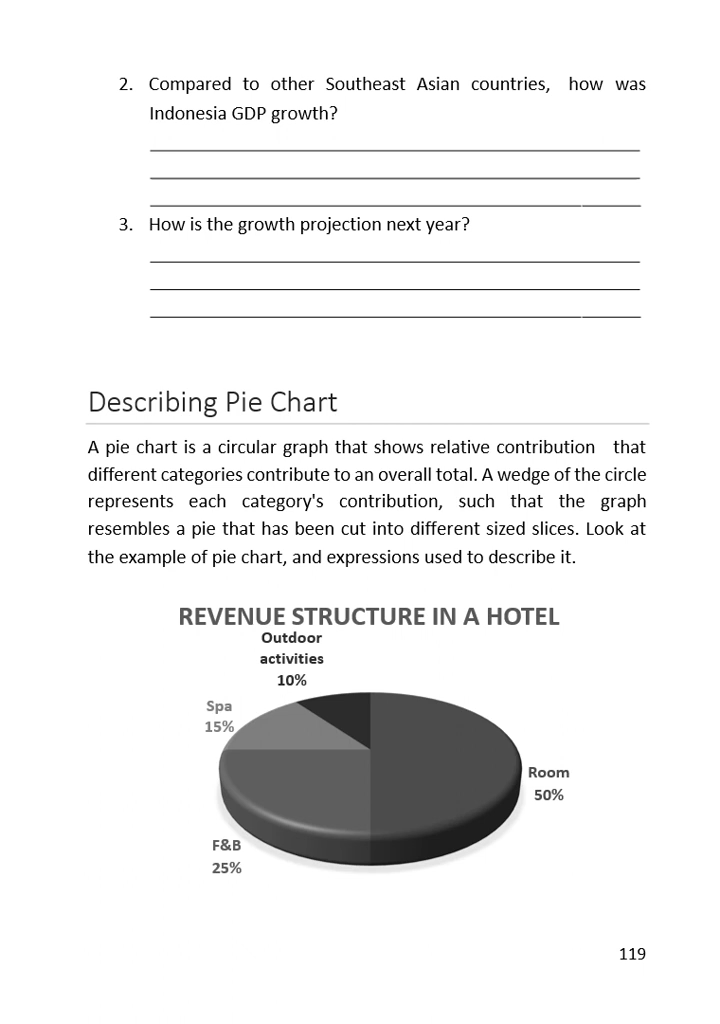 2. Compared to other Southeast Asian countries, how was
Indonesia GDP growth?
3. How is the growth projection next year?
Describing Pie Chart
A pie chart is a circular graph that shows relative contribution that
different categories contribute to an overall total. A wedge of the circle
represents each category's contribution, such that the graph
resembles a pie that has been cut into different sized slices. Look at
the example of pie chart, and expressions used to describe it.
REVENUE STRUCTURE IN A HOTEL
Outdoor
activities
10%
Spa
15%
Room
50%
F&B
25%
119